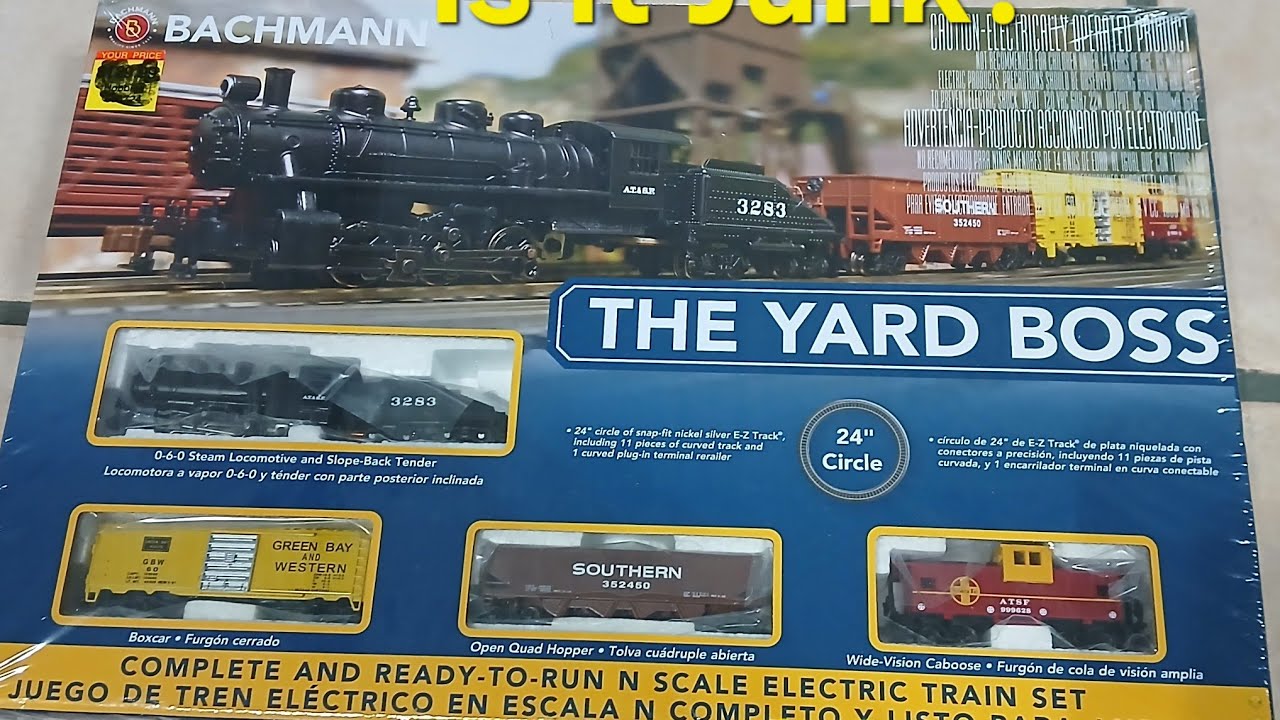 Is it Junk?
BACHMANN
YOUR PRICE
CAUTION-ELECTRICALLY OPERATED PRODUCT
ADVERTENCIA-PRODUCTO ACCIONADO POR ELECTRICIDAD
A.T.& S.F.
3283
SOUTHERN
352450
THE YARD BOSS
3283
0-6-0 Steam Locomotive and Slope-Back Tender
Locomotora a vapor 0-6-0 y ténder con parte posterior inclinada
• 24" circle of snap-fit nickel silver E-Z Track®,
including 11 pieces of curved track and
1 curved plug-in terminal rerailer
24"
Circle
• círculo de 24" de E-Z Track® de plata niquelada con
conectores a precisión, incluyendo 11 piezas de pista
curvada, y 1 encarrilador terminal en curva conectable
GBW
60
GREEN BAY
AND
WESTERN
Boxcar • Furgón cerrado
SOUTHERN
352450
Open Quad Hopper • Tolva cuádruple abierta
ATSF
999628
Wide-Vision Caboose • Furgón de cola de visión amplia
COMPLETE AND READY-TO-RUN N SCALE ELECTRIC TRAIN SET
JUEGO DE TREN ELÉCTRICO EN ESCALA N COMPLETO Y LISTO PARA